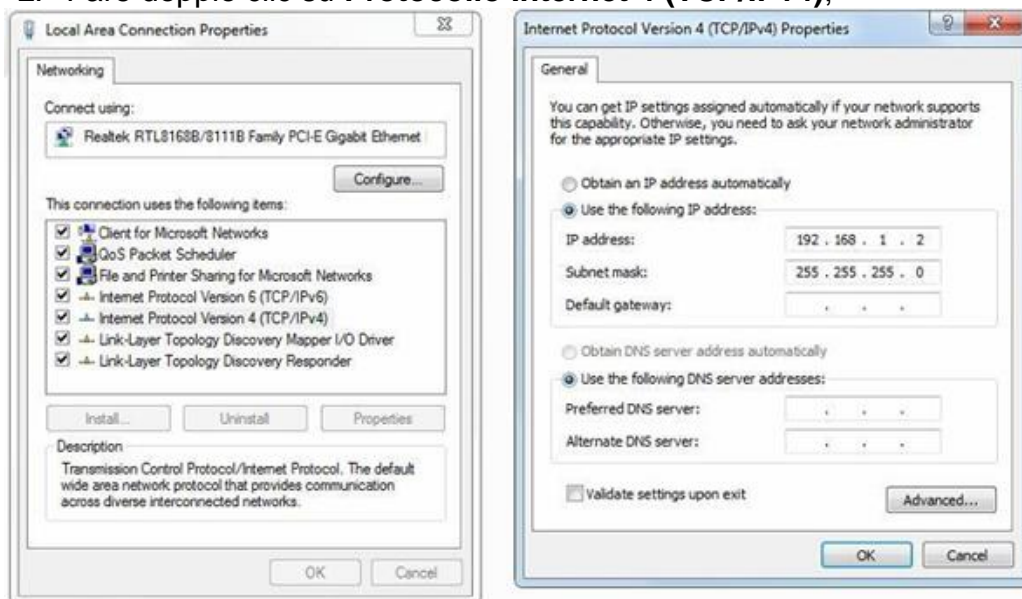 2. Fare doppio clic su Protocollo Internet 4 (TCP/IPv4);
Local Area Connection Properties
Networking
Connect using:
Realtek RTL8168B/8111B Family PCI-E Gigabit Ethernet
Configure...
This connection uses the following items:
Client for Microsoft Networks
QoS Packet Scheduler
File and Printer Sharing for Microsoft Networks
Internet Protocol Version 6 (TCP/IPv6)
Internet Protocol Version 4 (TCP/IPv4)
Link-Layer Topology Discovery Mapper I/O Driver
Link-Layer Topology Discovery Responder
Install... Uninstall Properties
Description
Transmission Control Protocol/Internet Protocol. The default
wide area network protocol that provides communication
across diverse interconnected networks.
OK Cancel
Internet Protocol Version 4 (TCP/IPv4) Properties
General
You can get IP settings assigned automatically if your network supports
this capability. Otherwise, you need to ask your network administrator
for the appropriate IP settings.
Obtain an IP address automatically
Use the following IP address:
IP address: 192 . 168 . 1 . 2
Subnet mask: 255 . 255 . 255 . 0
Default gateway: . . .
Obtain DNS server address automatically
Use the following DNS server addresses:
Preferred DNS server: . . .
Alternate DNS server: . . .
Validate settings upon exit
Advanced...
OK Cancel